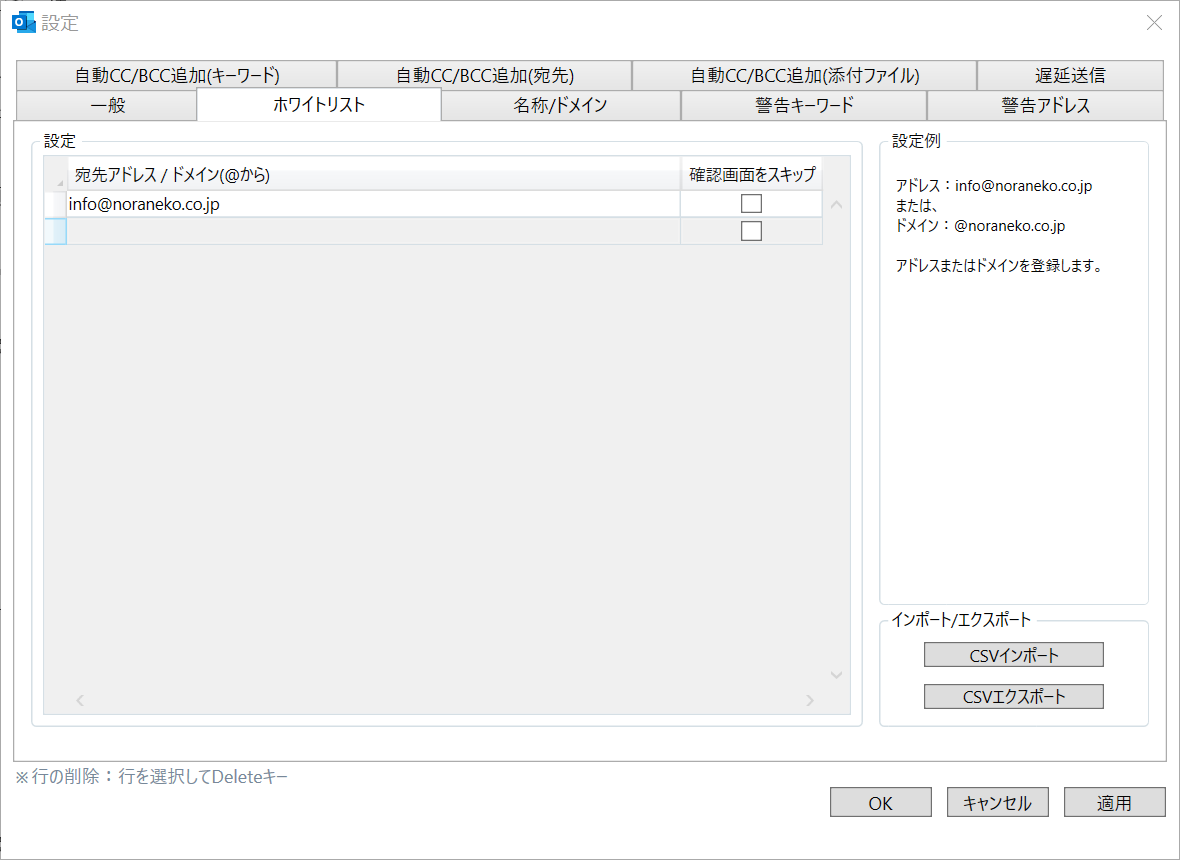 設定
自動CC/BCC追加(キーワード) 自動CC/BCC追加(宛先) 自動CC/BCC追加(添付ファイル) 遅延送信
一般 ホワイトリスト 名称/ドメイン 警告キーワード 警告アドレス
設定
宛先アドレス / ドメイン(@から) 確認画面をスキップ
info@noraneko.co.jp
設定例
アドレス：info@noraneko.co.jp
または、
ドメイン：@noraneko.co.jp
アドレスまたはドメインを登録します。
インポート/エクスポート
CSVインポート
CSVエクスポート
※行の削除：行を選択してDeleteキー
OK キャンセル 適用